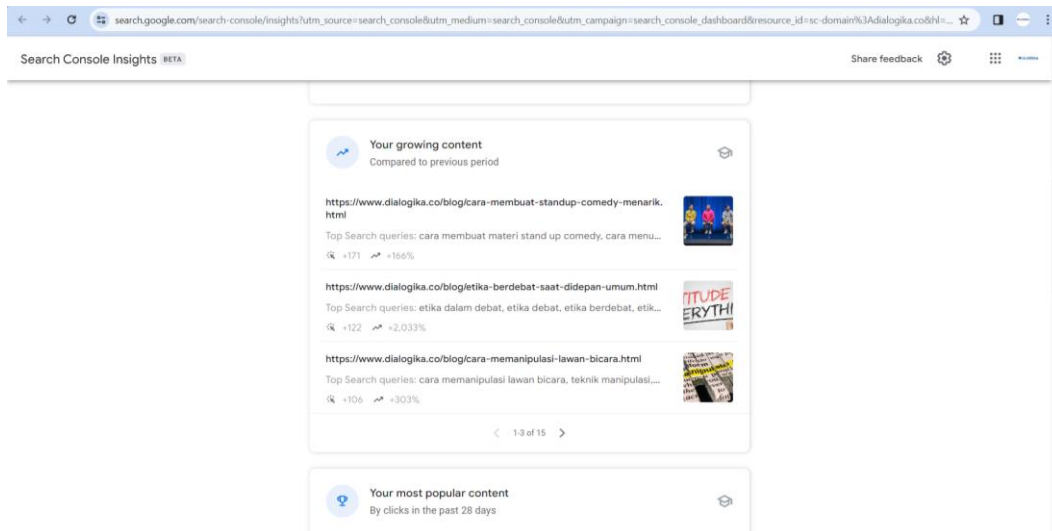 search.google.com/search-console/insights?utm_source=search_console&utm_medium=search_console&utm_campaign=search_console_dashboard&resource_id=sc-domain%3Adialogika.co&hl=...
Search Console Insights BETA
Share feedback
Your growing content
Compared to previous period
https://www.dialogika.co/blog/cara-membuat-standup-comedy-menarik.
html
Top Search queries: cara membuat materi stand up comedy, cara menu...
+171 +166%
https://www.dialogika.co/blog/etika-berdebat-saat-didepan-umum.html
Top Search queries: etika dalam debat, etika debat, etika berdebat, etik...
+122 +2,033%
TITUDE
ERYTHI
https://www.dialogika.co/blog/cara-memanipulasi-lawan-bicara.html
Top Search queries: cara memanipulasi lawan bicara, teknik manipulasi,...
+106 +303%
1-3 of 15
Your most popular content
By clicks in the past 28 days